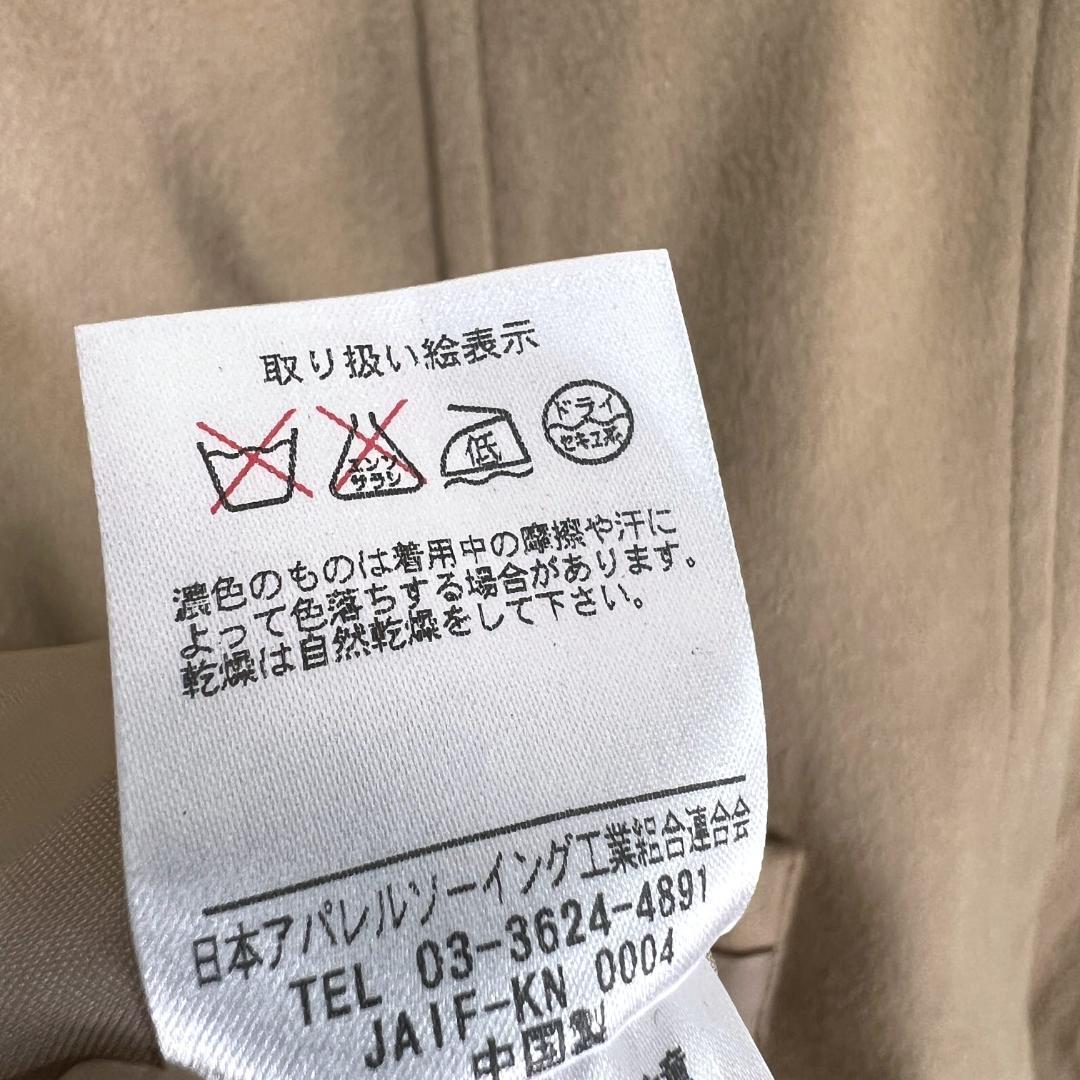 取り扱い絵表示
エンソ
サラシ
低
ドライ
セキユ系
濃色のものは着用中の摩擦や汗に
よって色落ちする場合があります。
乾燥は自然乾燥をして下さい。
日本アパレルソーイング工業組合連合会
TEL 03-3624-4891
JAIF-KN 0004
中国製